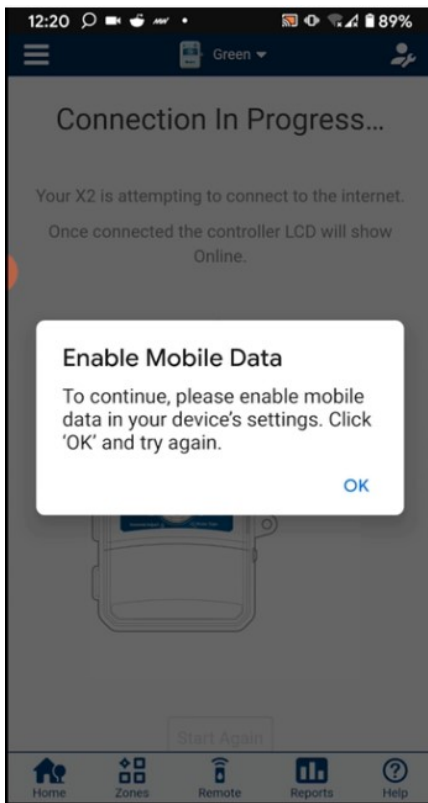 12:20
89%
Green
Connection In Progress...
Your X2 is attempting to connect to the internet.
Once connected the controller LCD will show
Online.
Enable Mobile Data
To continue, please enable mobile
data in your device's settings. Click
'OK' and try again.
OK
Start Again
Home Zones Remote Reports Help